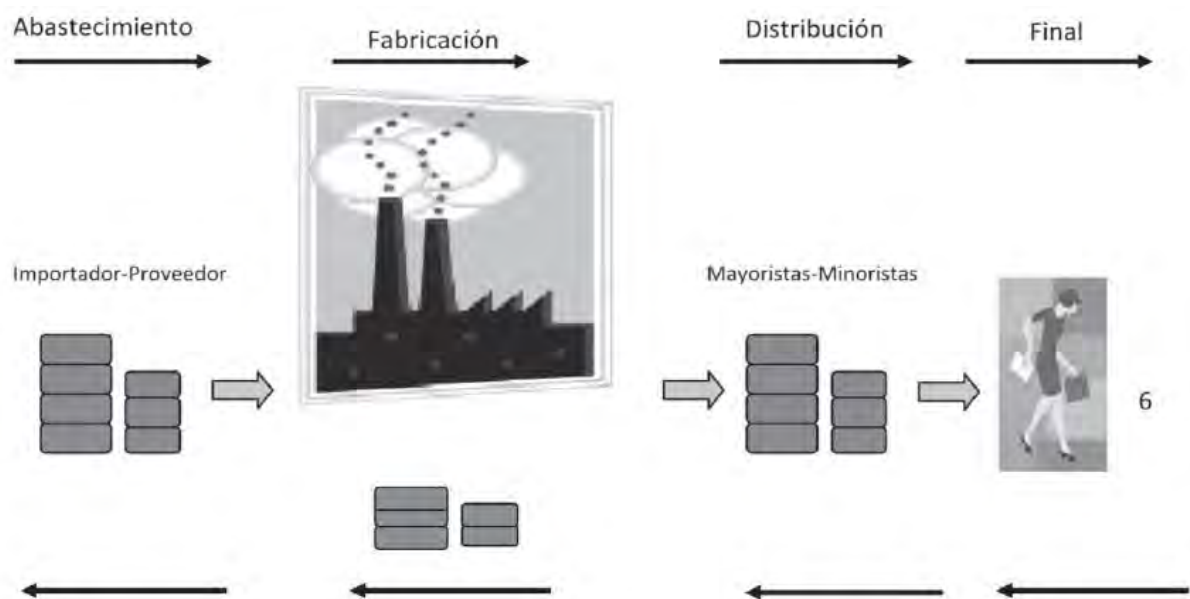 Abastecimiento
Fabricación
Distribución
Final
Importador-Proveedor
Mayoristas-Minoristas
6